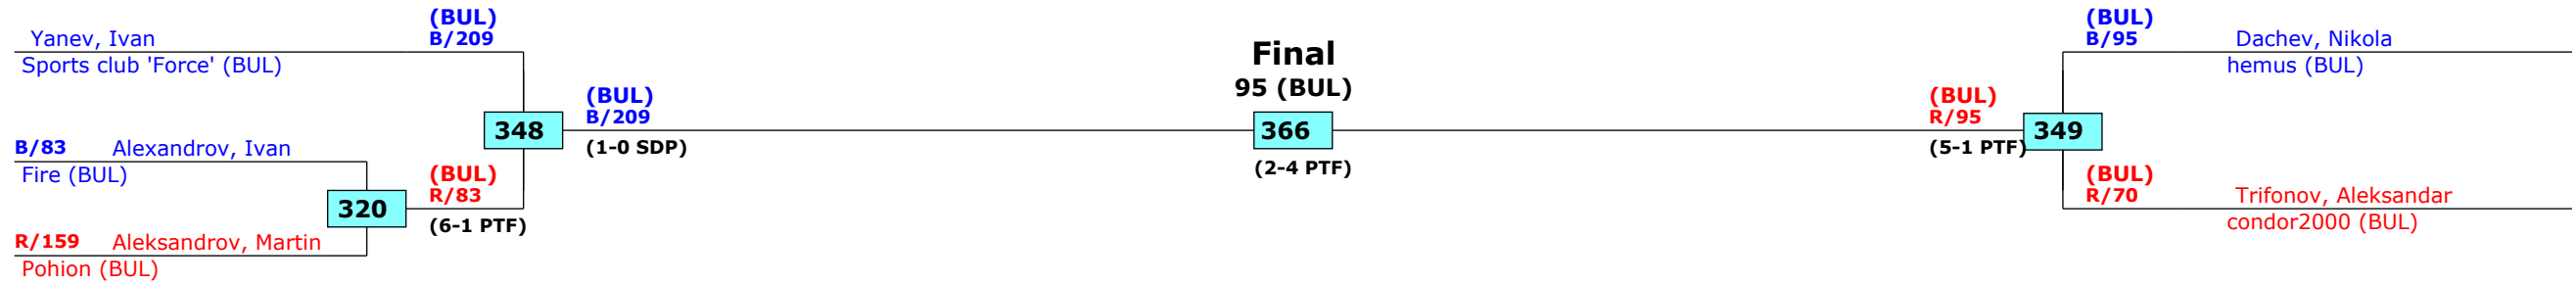 (BUL)
B/209
Yanev, Ivan
Sports club 'Force' (BUL)
B/83 Alexandrov, Ivan
Fire (BUL)
R/159 Aleksandrov, Martin
Pohion (BUL)
320
(BUL)
R/83
(6-1 PTF)
348
(BUL)
B/209
(1-0 SDP)
Final
95 (BUL)
366
(2-4 PTF)
(BUL)
R/95
(5-1 PTF)
349
(BUL)
B/95 Dachev, Nikola
hemus (BUL)
(BUL)
R/70 Trifonov, Aleksandar
condor2000 (BUL)